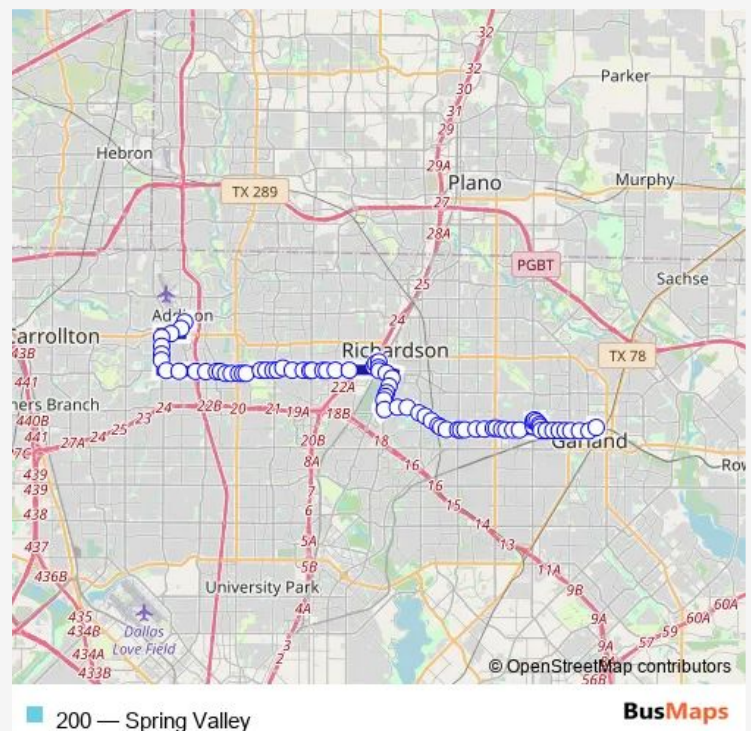 32
32
Parker
30
31
29
Hebron
29A
Plano
Murphy
TX 289
27
28A
PGBT
Sachse
25
Addison
24
Carrollton
Richardson
TX 78
43B
441
22A
ners Branch
24
23
22B
20
21
19A
18B
440B
441
27A
24
25
20B
18
Garland
7C
439
8A
16
Row
439
7
16
438
6
15
14
5A
13
437
5B
11A
436B
University Park
9B
4A
60A
435
Dallas
Love Field
9A
59
434B
3
57
60A
434A
2
433B
56B
© OpenStreetMap contributors
200 — Spring Valley
BusMaps